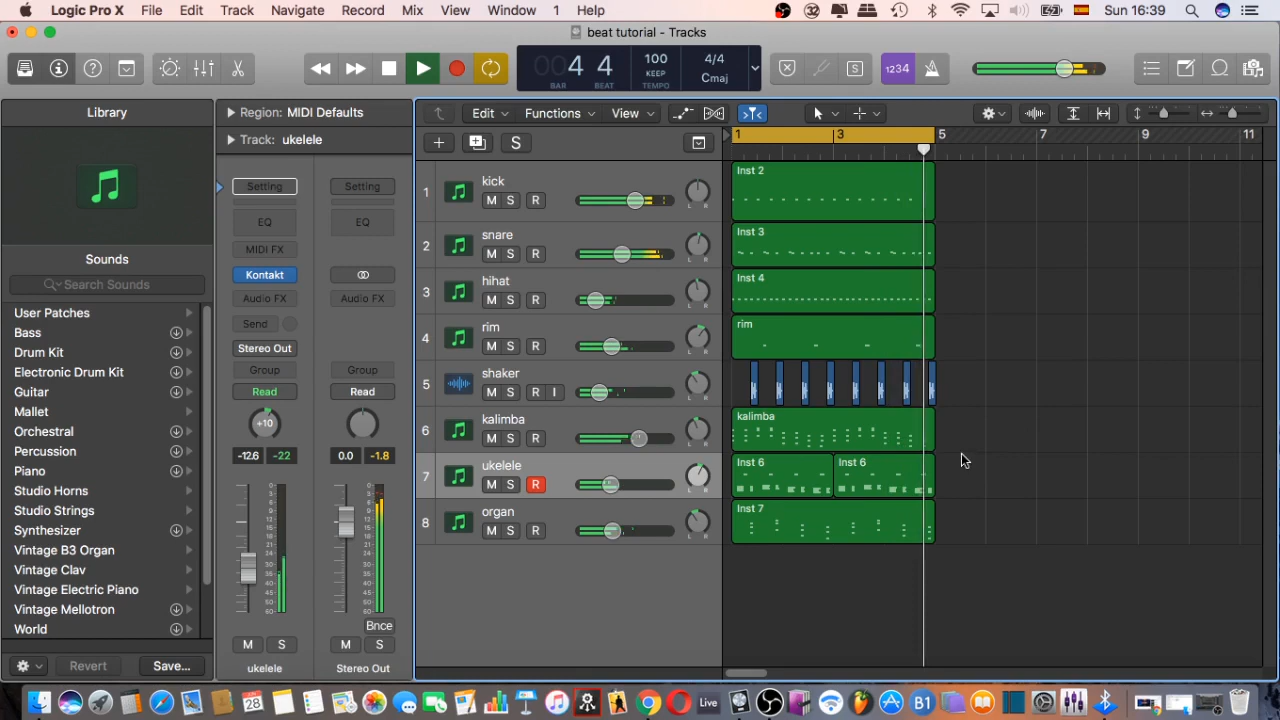 Logic Pro X File Edit Track Navigate Record Mix View Window 1 Help Sun 16:39
beat tutorial - Tracks
004 4 100 4/4
KEEP Cmaj
BAR BEAT TEMPO
1234
S
Library
Region: MIDI Defaults
Track: ukelele
Edit Functions View
S
1 3 5 7 9 11
Sounds
Search Sounds
User Patches
Bass
Drum Kit
Electronic Drum Kit
Guitar
Mallet
Orchestral
Percussion
Piano
Studio Horns
Studio Strings
Synthesizer
Vintage B3 Organ
Vintage Clav
Vintage Electric Piano
Vintage Mellotron
World
Revert Save...
Setting Setting
EQ EQ
MIDI FX
Kontakt
Audio FX Audio FX
Send
Stereo Out
Group Group
Read Read
+10
-12.6 -22 0.0 -1.8
Bnce
M S M S
ukelele Stereo Out
1 kick
M S R L R
Inst 2
2 snare
M S R L R
Inst 3
3 hihat
M S R L R
Inst 4
4 rim
M S R L R
rim
5 shaker
M S R I L R
6 kalimba
M S R L R
kalimba
7 ukelele
M S R L R
Inst 6 Inst 6
8 organ
M S R L R
Inst 7
28 Live B1